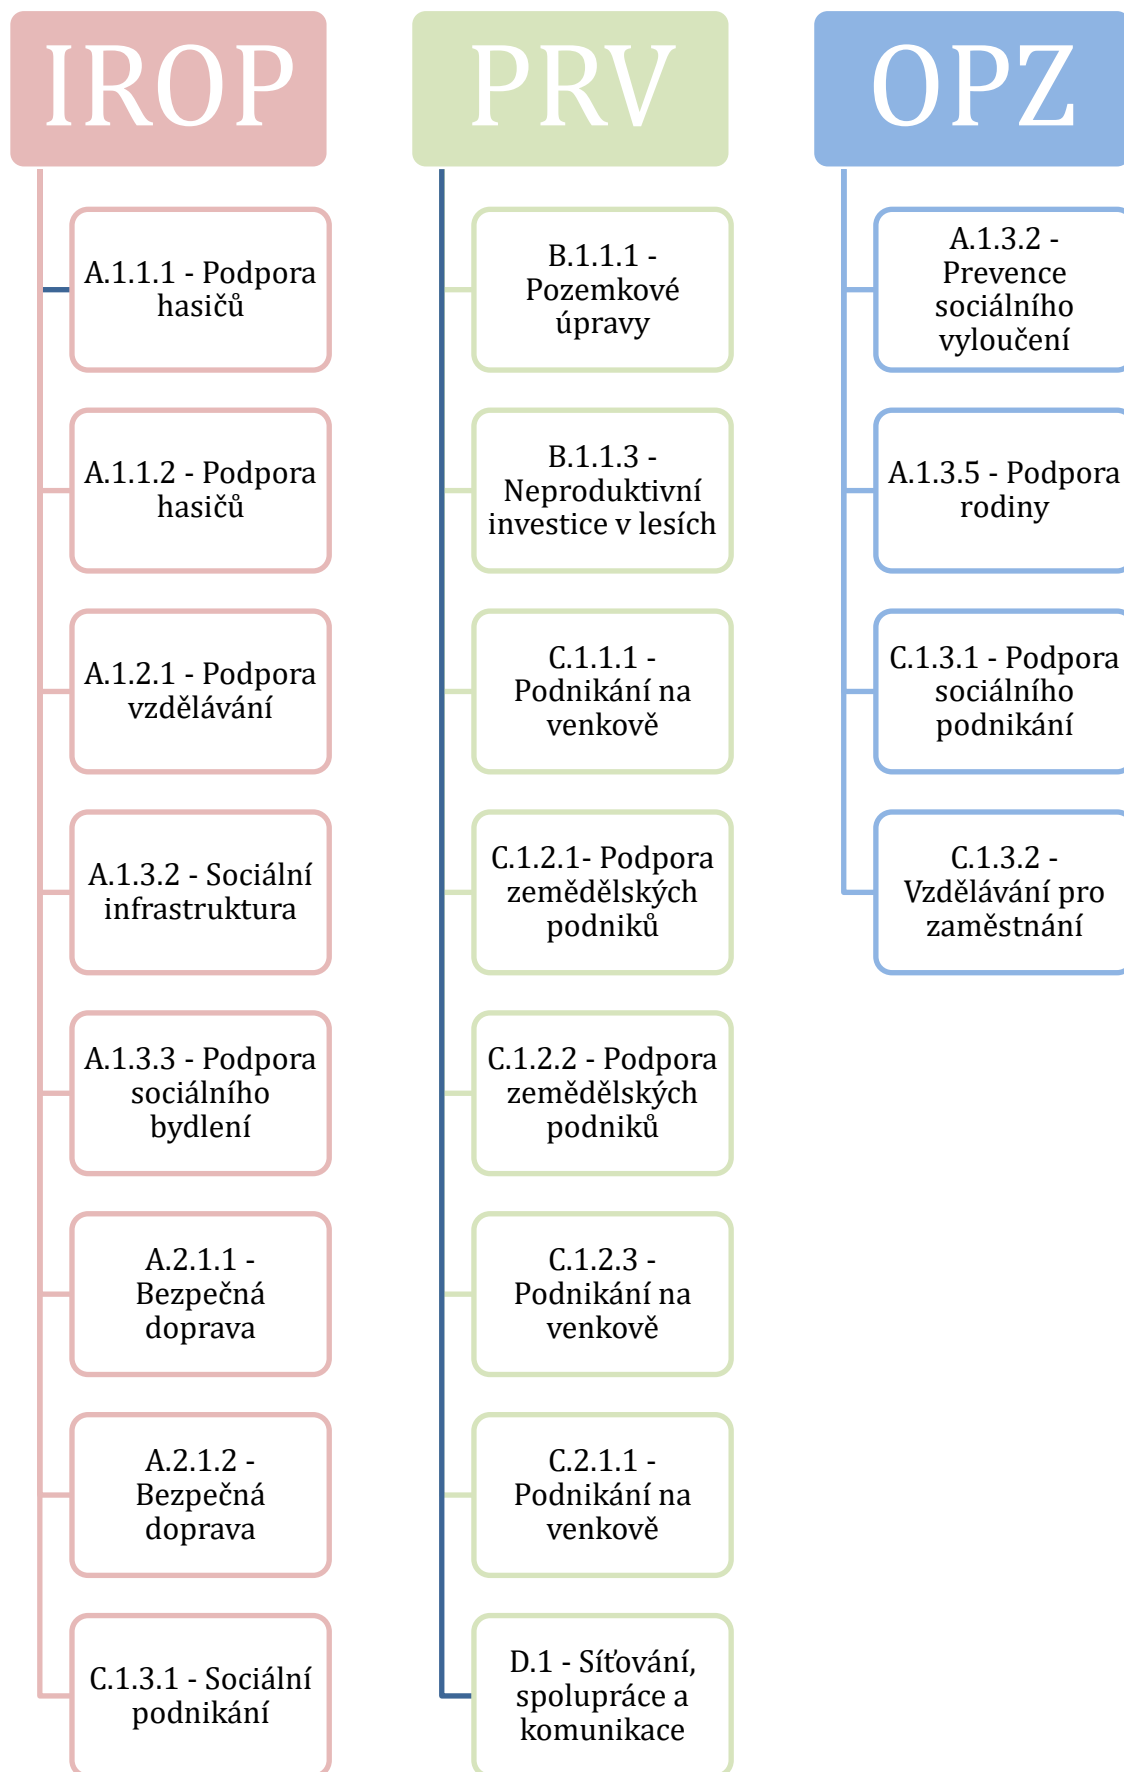 IROP
A.1.1.1 - Podpora
hasičů
A.1.1.2 - Podpora
hasičů
A.1.2.1 - Podpora
vzdělávání
A.1.3.2 - Sociální
infrastruktura
A.1.3.3 - Podpora
sociálního
bydlení
A.2.1.1 -
Bezpečná
doprava
A.2.1.2 -
Bezpečná
doprava
C.1.3.1 - Sociální
podnikání
PRV
B.1.1.1 -
Pozemkové
úpravy
B.1.1.3 -
Neproduktivní
investice v lesích
C.1.1.1 -
Podnikání na
venkově
C.1.2.1- Podpora
zemědělských
podniků
C.1.2.2 - Podpora
zemědělských
podniků
C.1.2.3 -
Podnikání na
venkově
C.2.1.1 -
Podnikání na
venkově
D.1 - Síťování,
spolupráce a
komunikace
OPZ
A.1.3.2 -
Prevence
sociálního
vyloučení
A.1.3.5 - Podpora
rodiny
C.1.3.1 - Podpora
sociálního
podnikání
C.1.3.2 -
Vzdělávání pro
zaměstnání